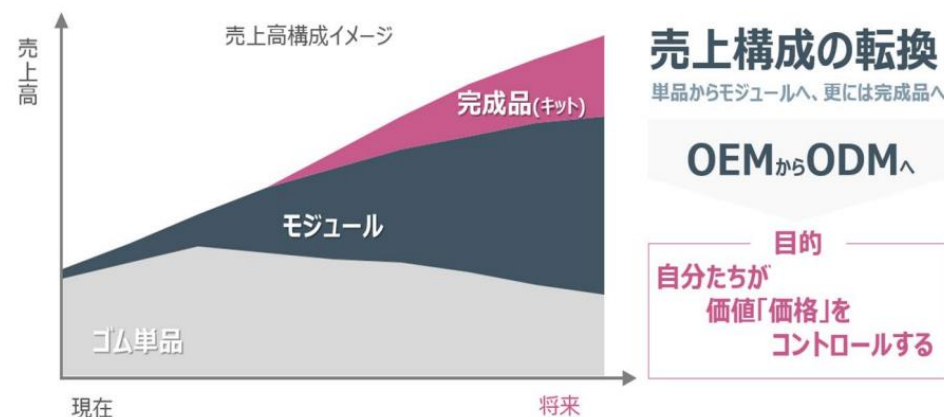 売上高
売上高構成イメージ
完成品(キット)
モジュール
ゴム単品
現在
将来
売上構成の転換
単品からモジュールへ、更には完成品へ
OEMからODMへ
目的
自分たちが
価値「価格」を
コントロールする